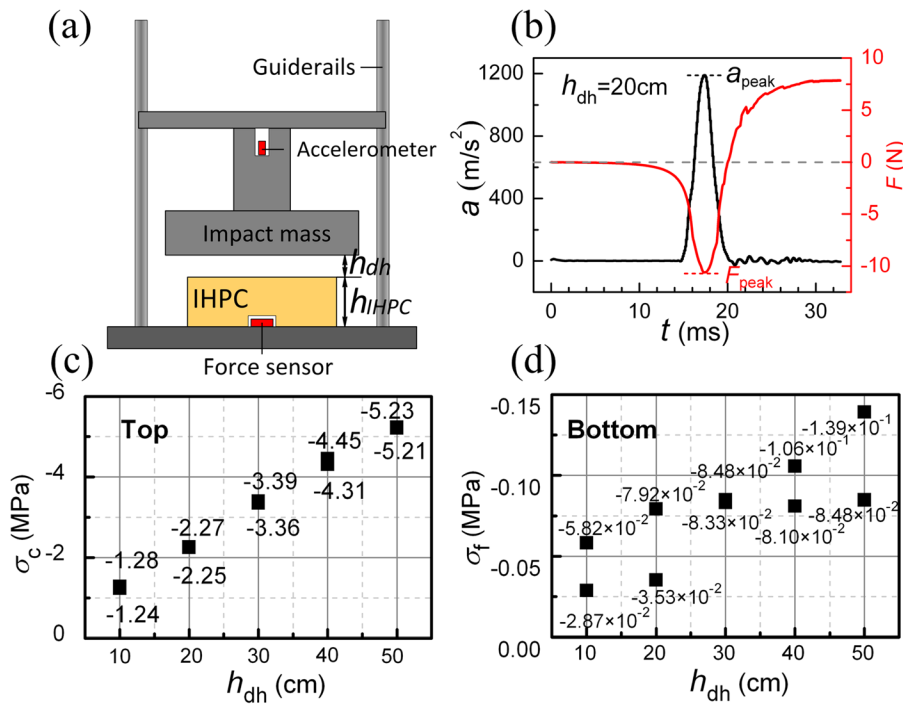 (a)
Guiderails
Accelerometer
Impact mass
hdh
IHPC
hIHPC
Force sensor
(b)
hdh=20cm
apeak
Fpeak
1200
800
400
0
a (m/s²)
10
5
0
-5
-10
F (N)
0
10
20
30
t (ms)
(c)
Top
-6
-4
-2
0
σc (MPa)
-1.28
-1.24
-2.27
-2.25
-3.39
-3.36
-4.45
-4.31
-5.23
-5.21
10
20
30
40
50
hdh (cm)
(d)
Bottom
-0.15
-0.10
-0.05
0.00
σf (MPa)
-5.82×10⁻²
-2.87×10⁻²
-7.92×10⁻²
-3.53×10⁻²
-8.48×10⁻²
-8.33×10⁻²
-1.06×10⁻¹
-8.10×10⁻²
-1.39×10⁻¹
-8.48×10⁻²
10
20
30
40
50
hdh (cm)